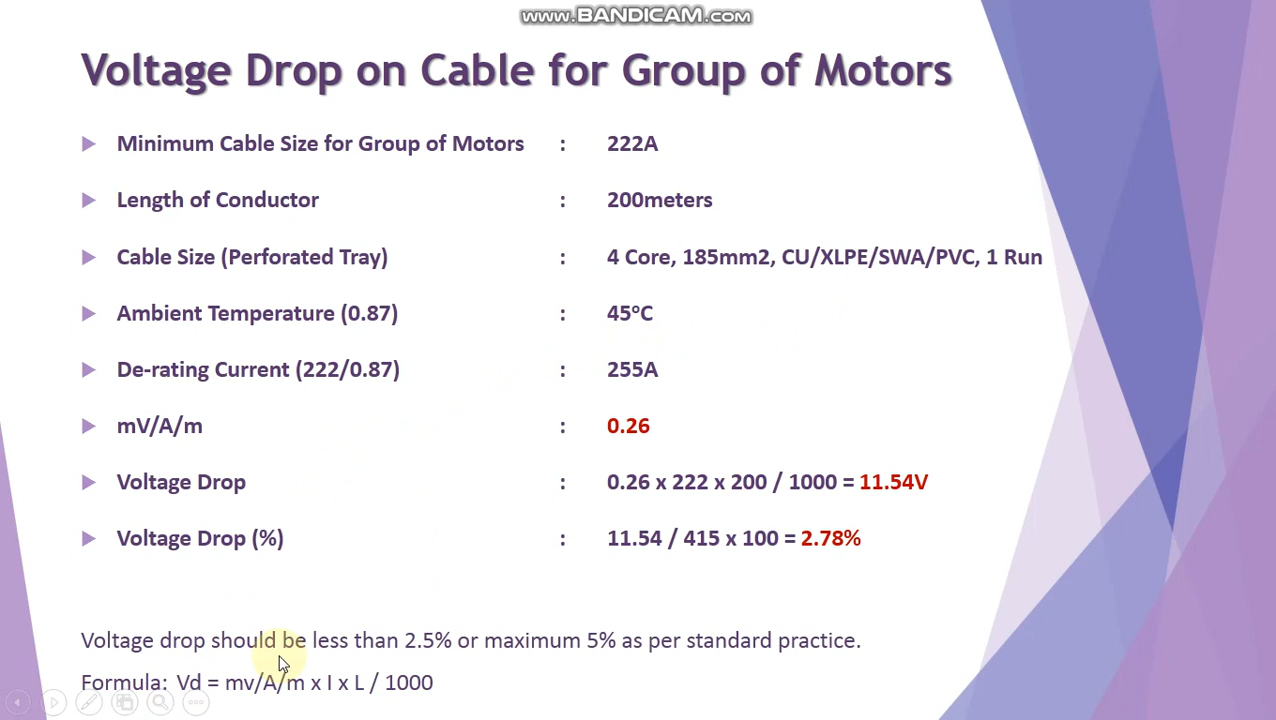 WWW.BANDICAM.COM
Voltage Drop on Cable for Group of Motors
Minimum Cable Size for Group of Motors : 222A
Length of Conductor : 200meters
Cable Size (Perforated Tray) : 4 Core, 185mm2, CU/XLPE/SWA/PVC, 1 Run
Ambient Temperature (0.87) : 45°C
De-rating Current (222/0.87) : 255A
mV/A/m : 0.26
Voltage Drop : 0.26 x 222 x 200 / 1000 = 11.54V
Voltage Drop (%) : 11.54 / 415 x 100 = 2.78%
Voltage drop should be less than 2.5% or maximum 5% as per standard practice.
Formula: Vd = mv/A/m x I x L / 1000